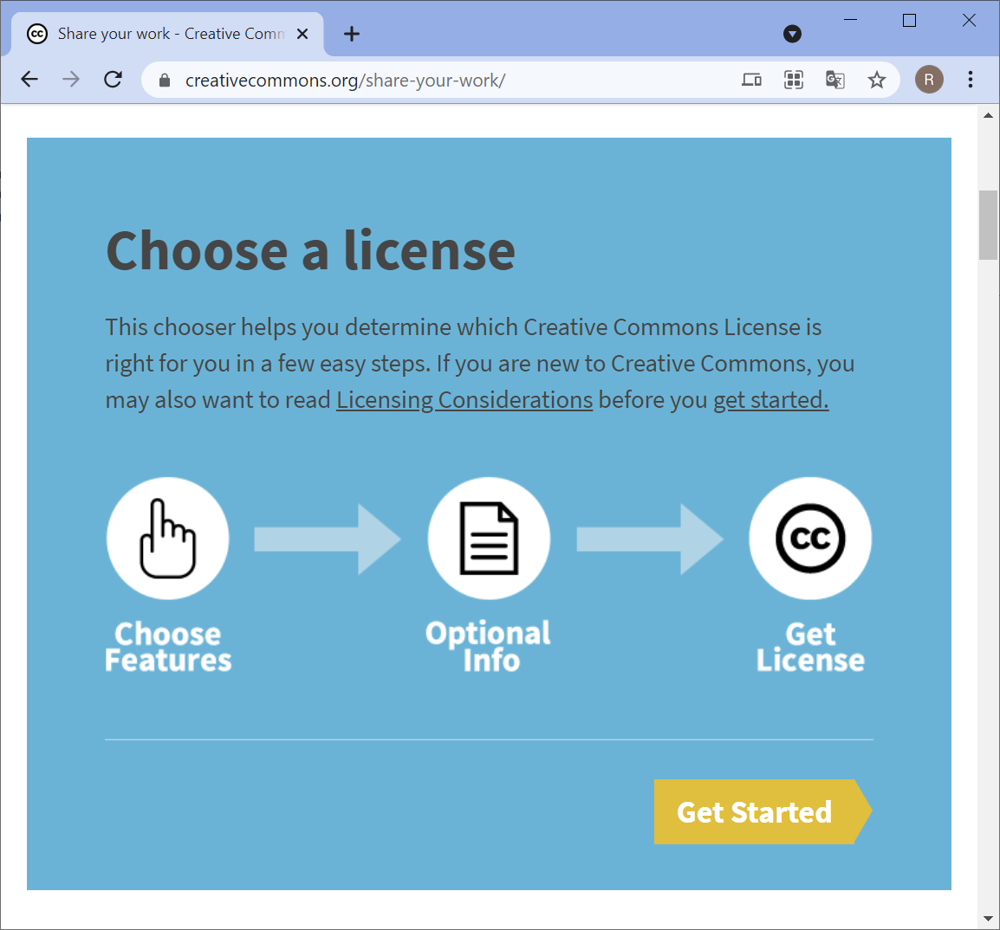 Share your work - Creative Comm
creativecommons.org/share-your-work/
R
Choose a license
This chooser helps you determine which Creative Commons License is
right for you in a few easy steps. If you are new to Creative Commons, you
may also want to read Licensing Considerations before you get started.
CC
Choose
Features
Optional
Info
Get
License
Get Started